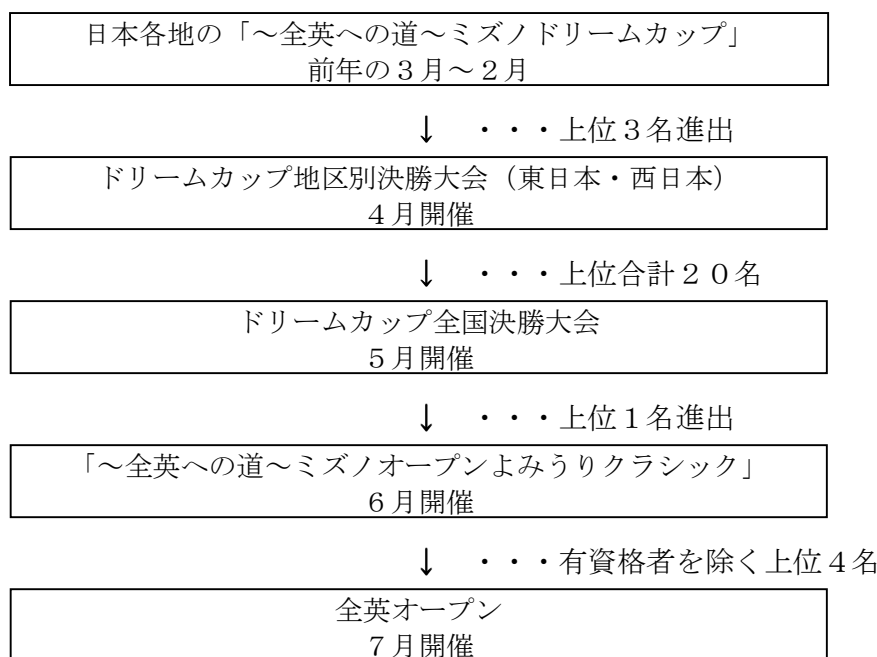 日本各地の「~全英への道~ミズノドリームカップ」
前年の3月~2月
↓ ・・・上位3名進出
ドリームカップ地区別決勝大会(東日本・西日本)
4月開催
↓ ・・・上位合計20名
ドリームカップ全国決勝大会
5月開催
↓ ・・・上位1名進出
「~全英への道~ミズノオープンよみうりクラシック」
6月開催
↓ ・・・有資格者を除く上位4名
全英オープン
7月開催